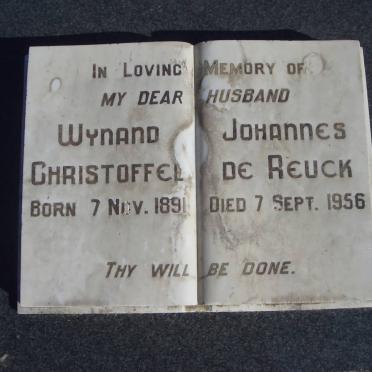 In Loving Memory of
my dear husband
Wynand Johannes
Christoffel de Reuck
Born 7 Nov. 1891 Died 7 Sept. 1956
Thy will be done.